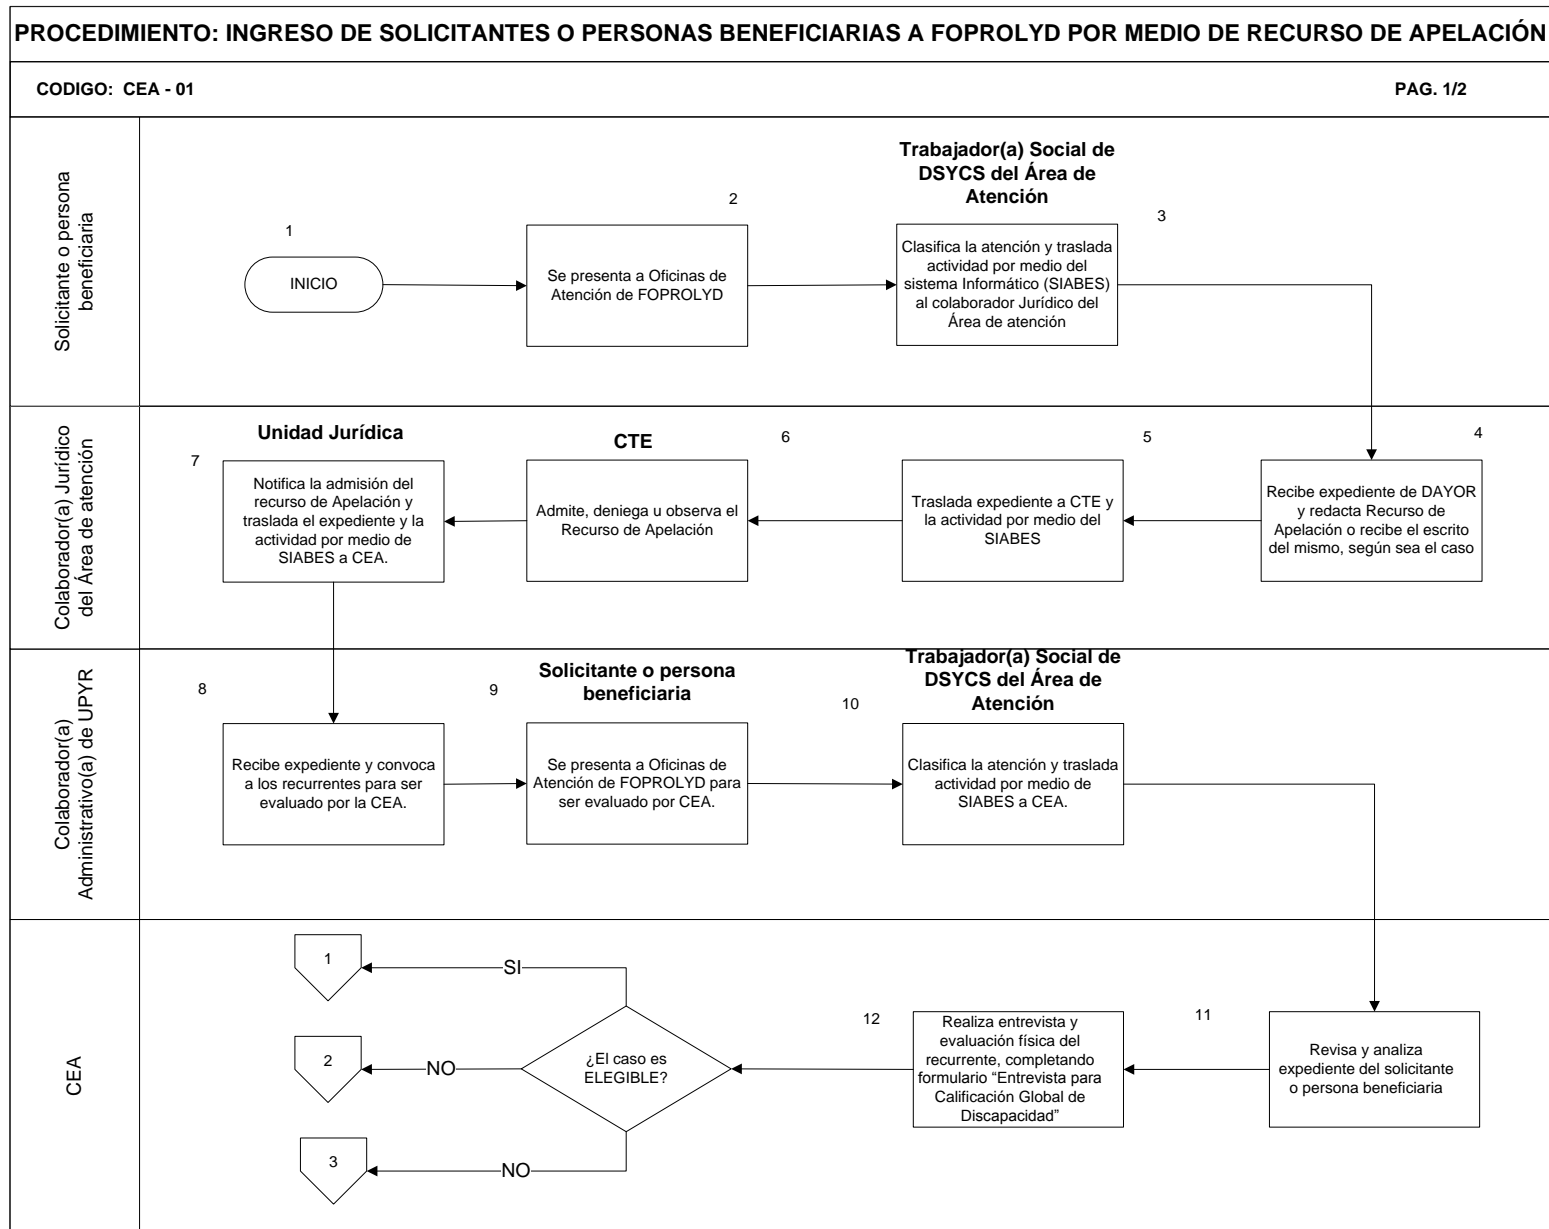 PROCEDIMIENTO: INGRESO DE SOLICITANTES O PERSONAS BENEFICIARIAS A FOPROLYD POR MEDIO DE RECURSO DE APELACIÓN
CODIGO: CEA - 01
PAG. 1/2
Solicitante o persona
beneficiaria
1
INICIO
2
Se presenta a Oficinas de
Atención de FOPROLYD
Trabajador(a) Social de
DSYCS del Área de
Atención
3
Clasifica la atención y traslada
actividad por medio del
sistema Informático (SIABES)
al colaborador Jurídico del
Área de atención
Colaborador(a) Jurídico
del Área de atención
4
Recibe expediente de DAYOR
y redacta Recurso de
Apelación o recibe el escrito
del mismo, según sea el caso
5
Traslada expediente a CTE y
la actividad por medio del
SIABES
CTE
6
Admite, deniega u observa el
Recurso de Apelación
Unidad Jurídica
7
Notifica la admisión del
recurso de Apelación y
traslada el expediente y la
actividad por medio de
SIABES a CEA.
Colaborador(a)
Administrativo(a) de UPYR
8
Recibe expediente y convoca
a los recurrentes para ser
evaluado por la CEA.
Solicitante o persona
beneficiaria
9
Se presenta a Oficinas de
Atención de FOPROLYD para
ser evaluado por CEA.
Trabajador(a) Social de
DSYCS del Área de
Atención
10
Clasifica la atención y traslada
actividad por medio de
SIABES a CEA.
CEA
11
Revisa y analiza
expediente del solicitante
o persona beneficiaria
12
Realiza entrevista y
evaluación física del
recurrente, completando
formulario “Entrevista para
Calificación Global de
Discapacidad”
¿El caso es
ELEGIBLE?
SI
1
NO
2
NO
3